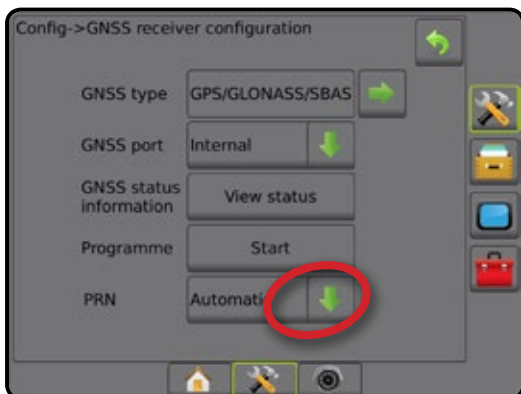 Config->GNSS receiver configuration
GNSS type GPS/GLONASS/SBAS
GNSS port Internal
GNSS status
information View status
Programme Start
PRN Automati